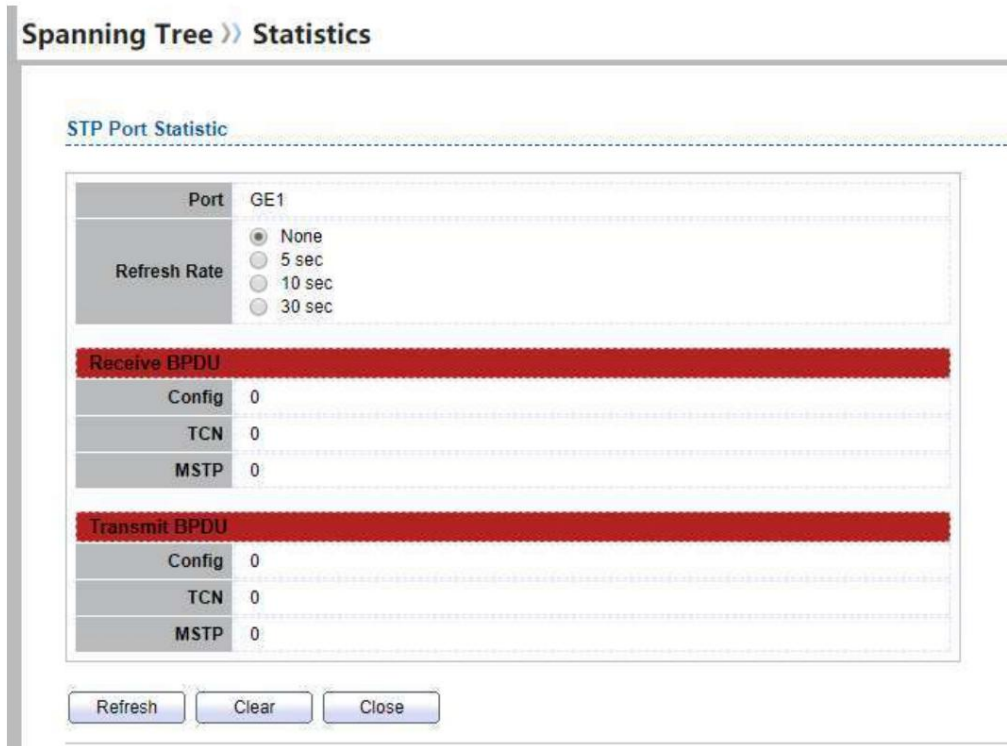 Spanning Tree » Statistics
STP Port Statistic
Port GE1
Refresh Rate
None
5 sec
10 sec
30 sec
Receive BPDU
Config 0
TCN 0
MSTP 0
Transmit BPDU
Config 0
TCN 0
MSTP 0
Refresh Clear Close